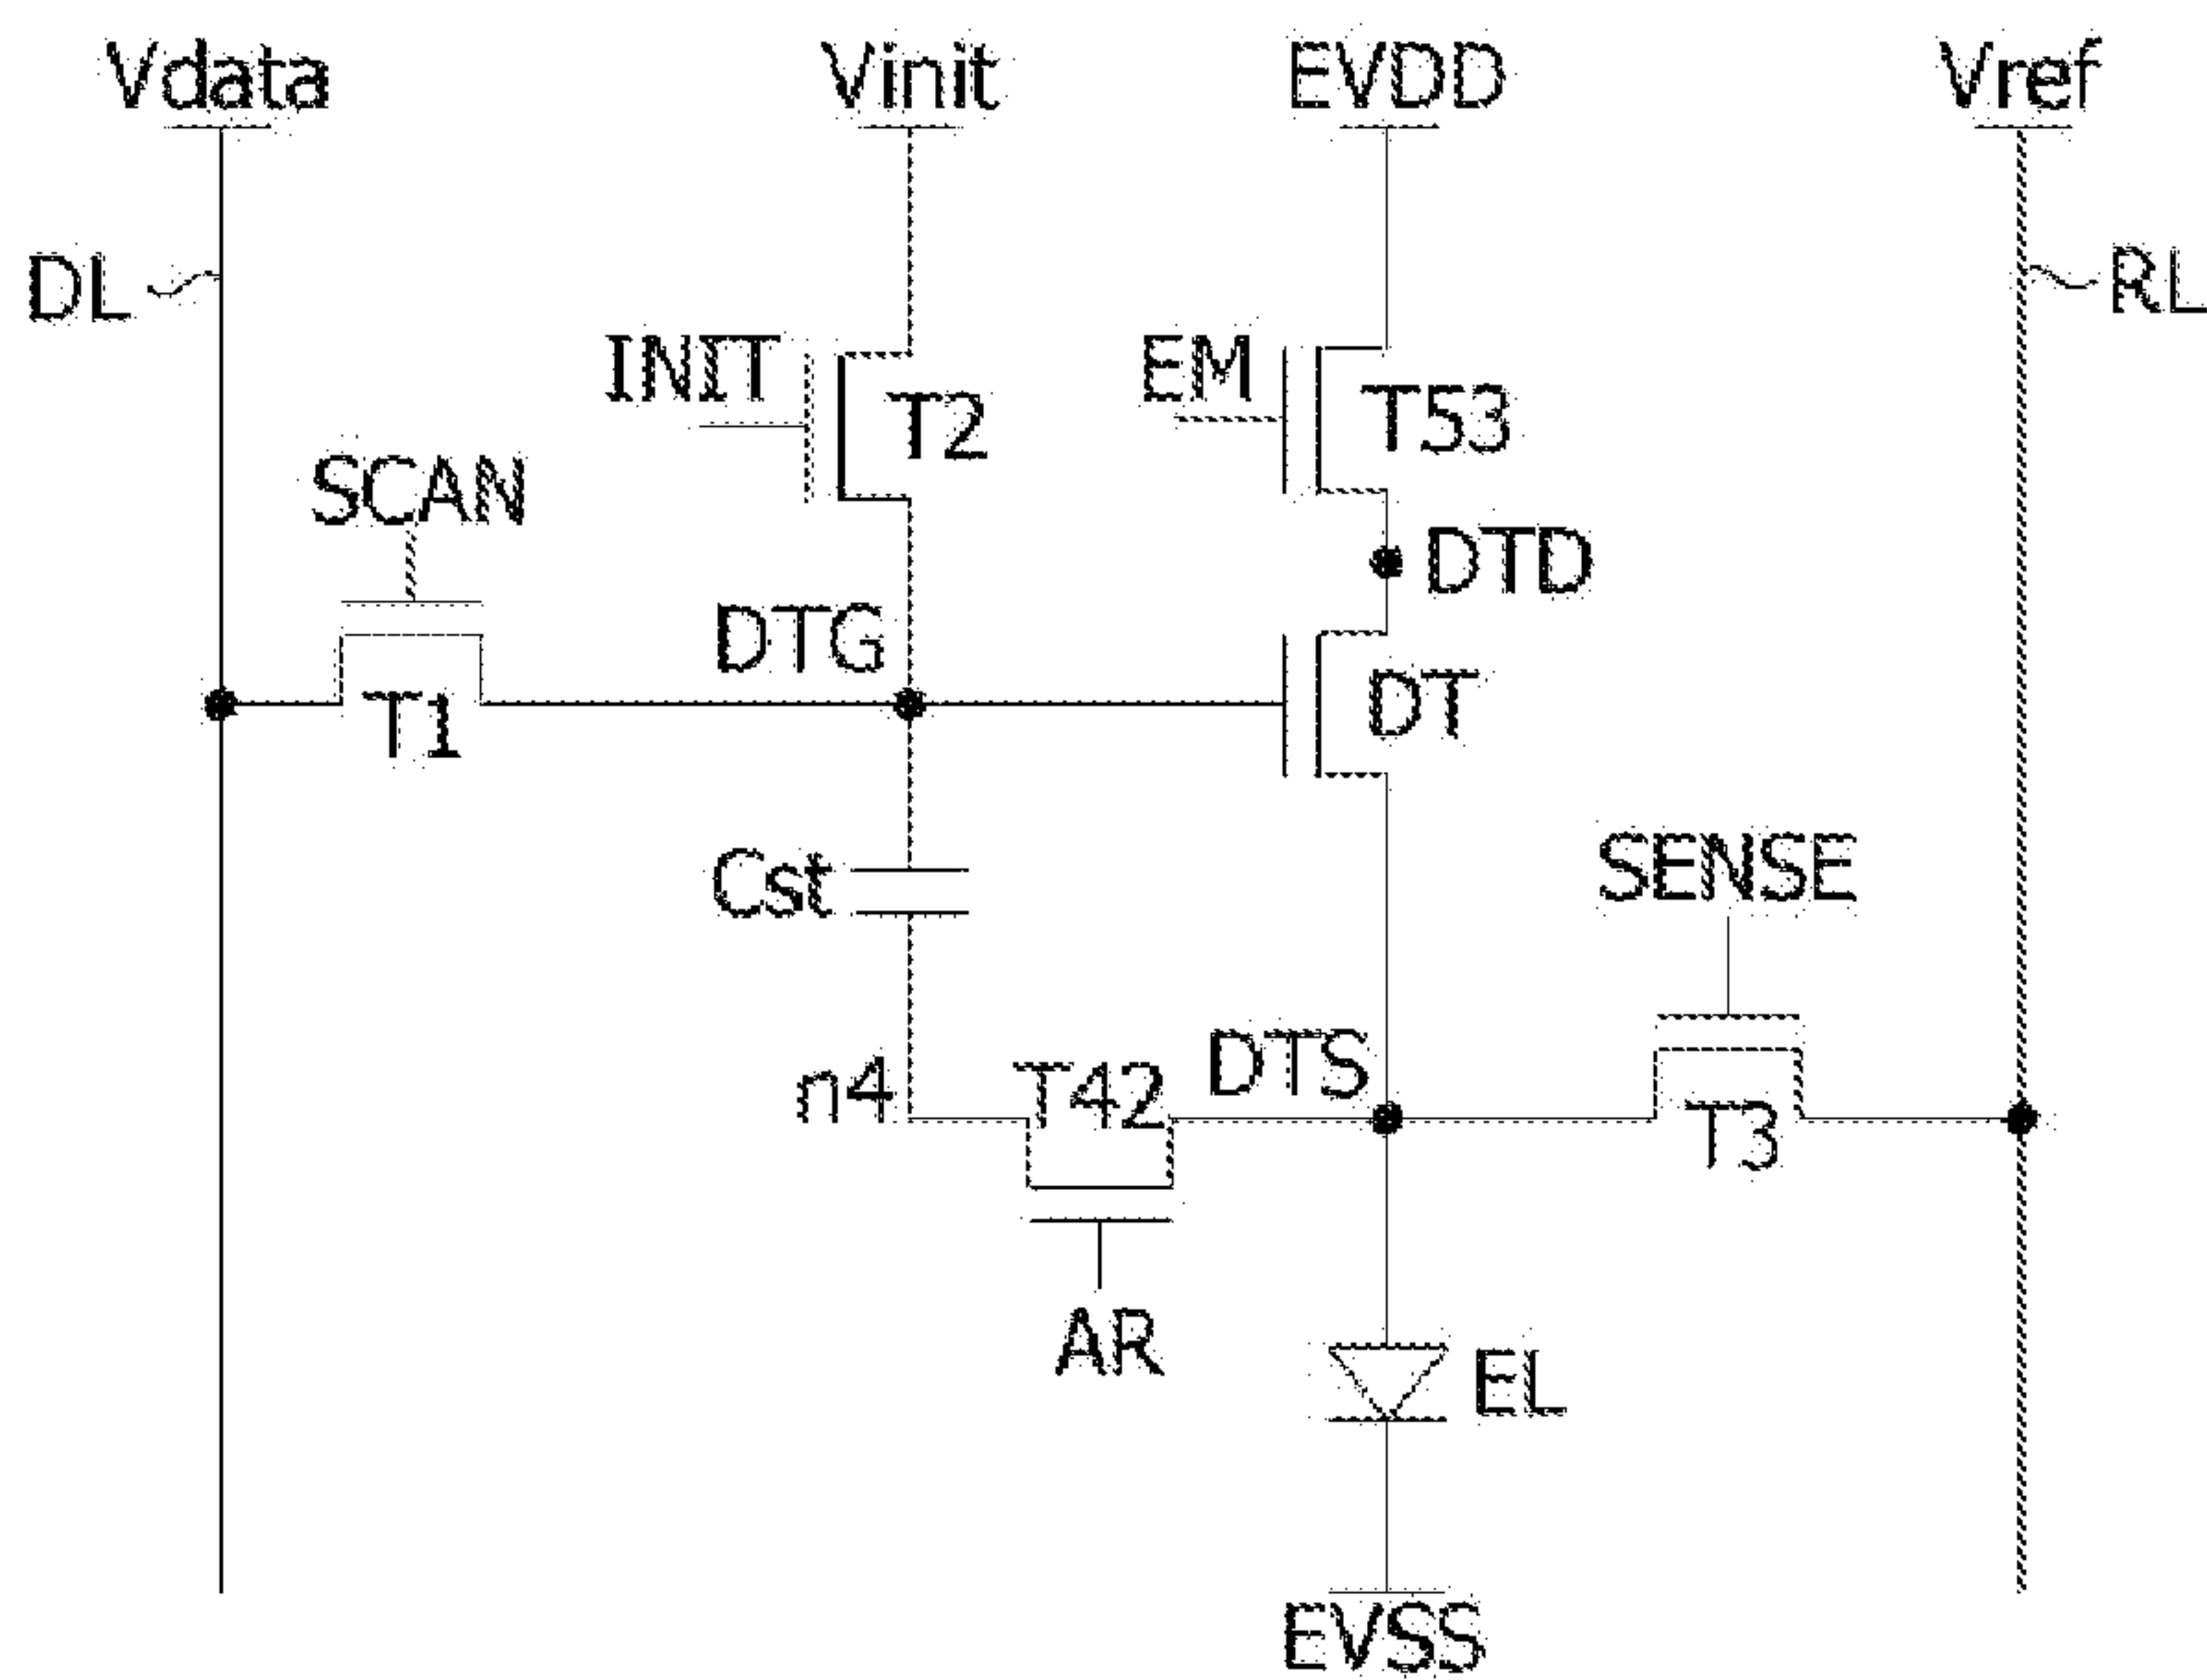 Vdata
Vinit
EVDD
Vref
DL
RL
INIT
EM
T2
T53
SCAN
DTD
DTG
T1
DT
Cst
SENSE
n4
T42
DTS
T3
AR
EL
EVSS